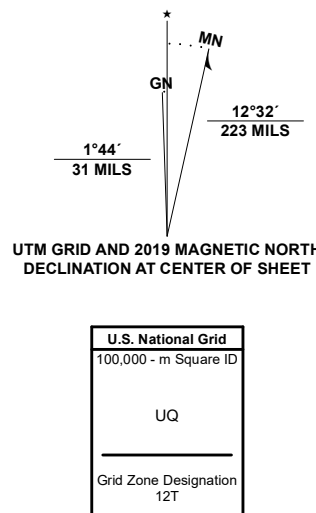 ★
MN
GN
12°32´
223 MILS
1°44´
31 MILS
UTM GRID AND 2019 MAGNETIC NORTH
DECLINATION AT CENTER OF SHEET
U.S. National Grid
100,000 - m Square ID
UQ
Grid Zone Designation
12T